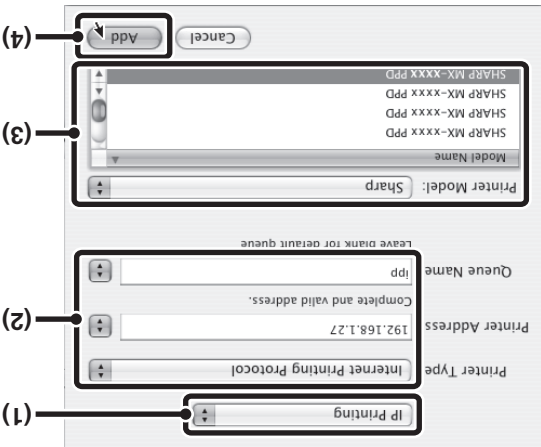 IP Printing
(1)
Printer Type
Internet Printing Protocol
Printer Address
192.168.1.27
Complete and valid address.
(2)
Queue Name
ipp
Leave blank for default queue
Printer Model:
Sharp
Model Name
SHARP MX-xxxx PPD
SHARP MX-xxxx PPD
SHARP MX-xxxx PPD
SHARP MX-xxxx PPD
(3)
Cancel
Add
(4)